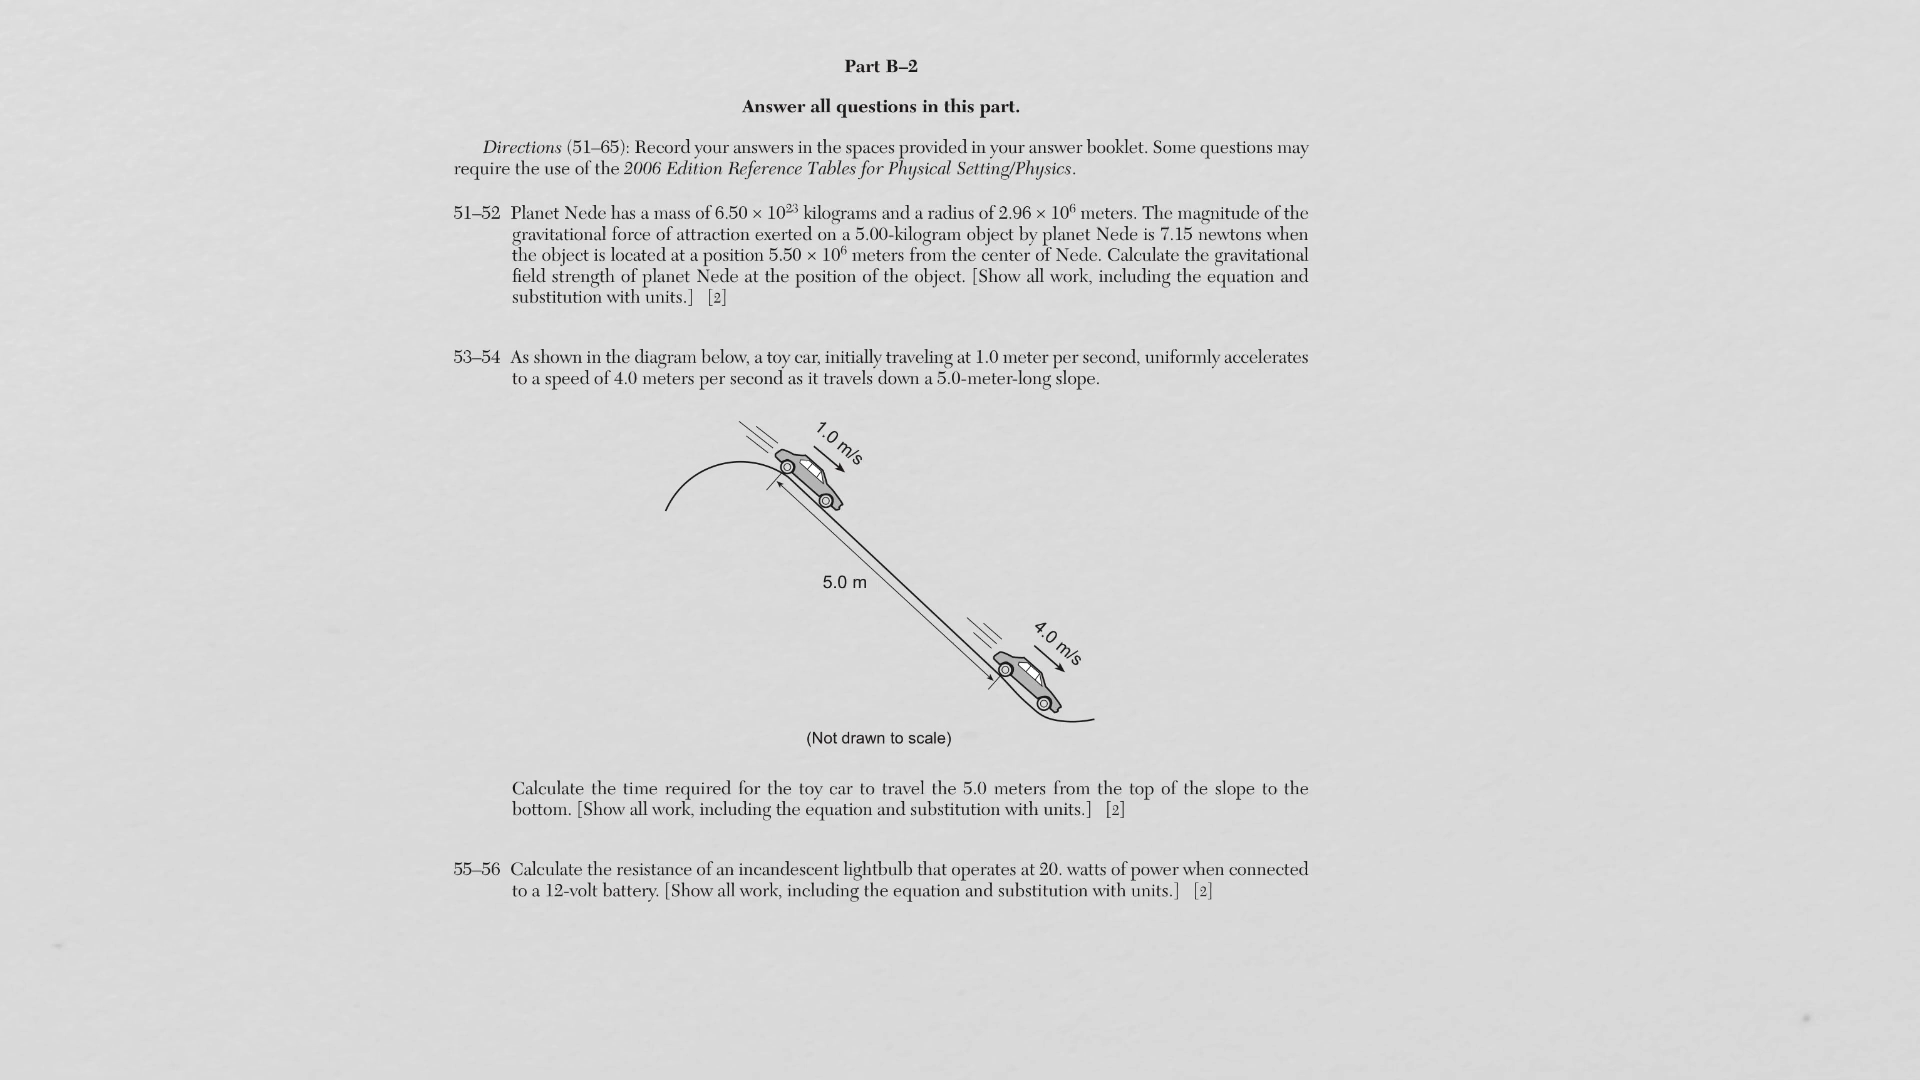 Part B–2
Answer all questions in this part.
Directions (51–65): Record your answers in the spaces provided in your answer booklet. Some questions may
require the use of the 2006 Edition Reference Tables for Physical Setting/Physics.
51–52 Planet Nede has a mass of 6.50 × 10²³ kilograms and a radius of 2.96 × 10⁶ meters. The magnitude of the
gravitational force of attraction exerted on a 5.00-kilogram object by planet Nede is 7.15 newtons when
the object is located at a position 5.50 × 10⁶ meters from the center of Nede. Calculate the gravitational
field strength of planet Nede at the position of the object. [Show all work, including the equation and
substitution with units.] [2]
53–54 As shown in the diagram below, a toy car, initially traveling at 1.0 meter per second, uniformly accelerates
to a speed of 4.0 meters per second as it travels down a 5.0-meter-long slope.
1.0 m/s
5.0 m
4.0 m/s
(Not drawn to scale)
Calculate the time required for the toy car to travel the 5.0 meters from the top of the slope to the
bottom. [Show all work, including the equation and substitution with units.] [2]
55–56 Calculate the resistance of an incandescent lightbulb that operates at 20. watts of power when connected
to a 12-volt battery. [Show all work, including the equation and substitution with units.] [2]